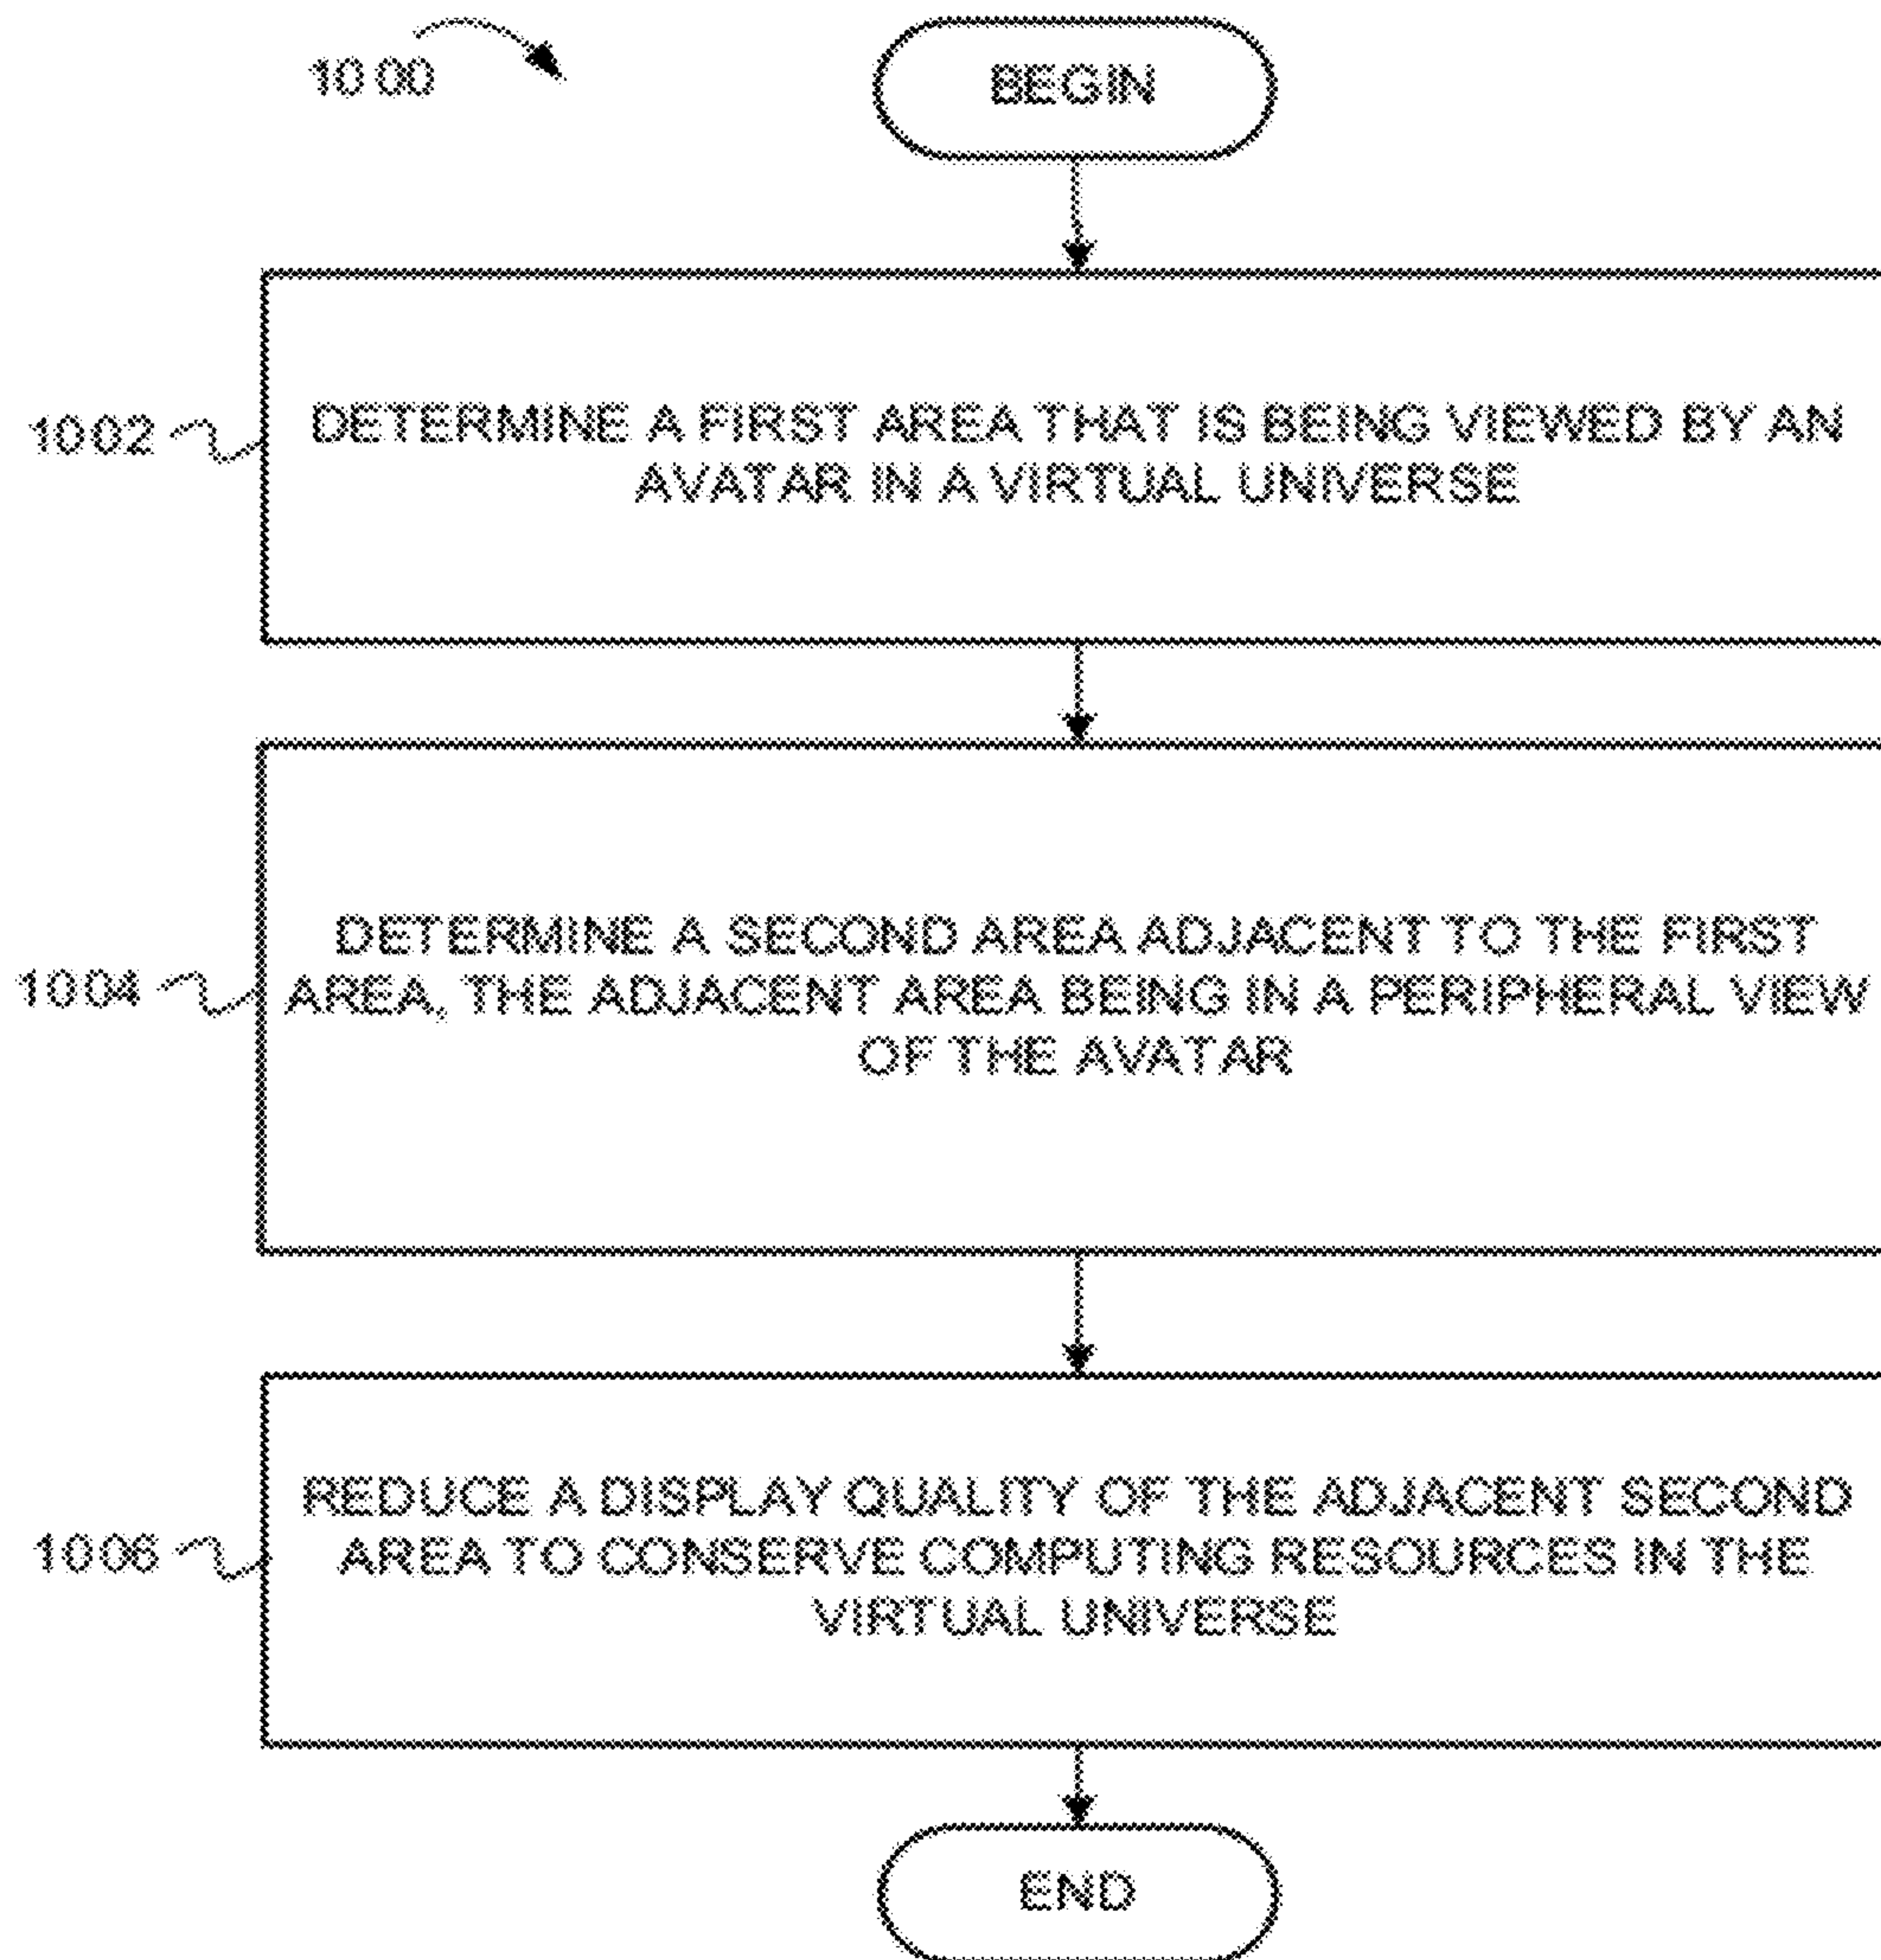 1000
BEGIN
1002
DETERMINE A FIRST AREA THAT IS BEING VIEWED BY AN
AVATAR IN A VIRTUAL UNIVERSE
1004
DETERMINE A SECOND AREA ADJACENT TO THE FIRST
AREA, THE ADJACENT AREA BEING IN A PERIPHERAL VIEW
OF THE AVATAR
1006
REDUCE A DISPLAY QUALITY OF THE ADJACENT SECOND
AREA TO CONSERVE COMPUTING RESOURCES IN THE
VIRTUAL UNIVERSE
END